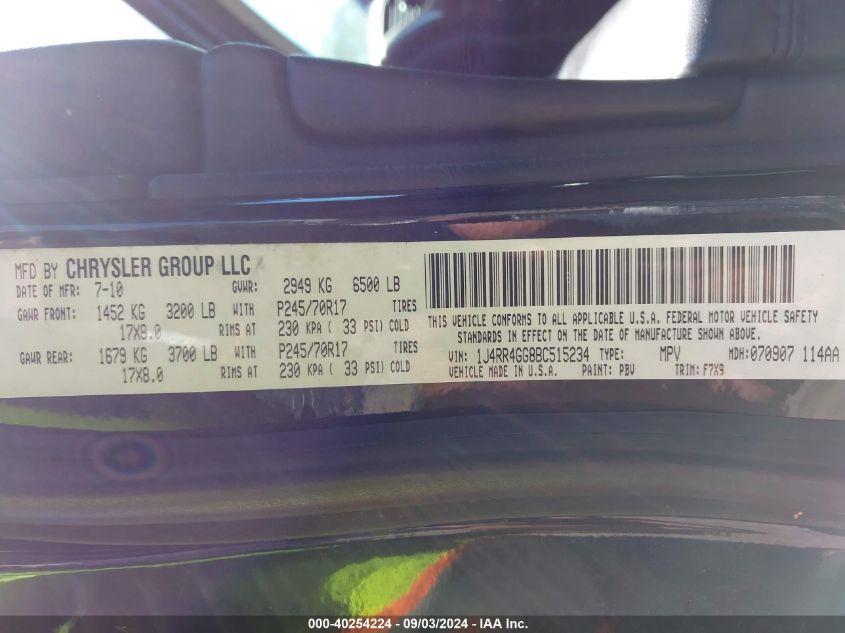 MFD BY CHRYSLER GROUP LLC
DATE OF MFR: 7-10 GVWR: 2949 KG 6500 LB
GAWR FRONT: 1452 KG 3200 LB WITH P245/70R17 TIRES
17X8.0 RIMS AT 230 KPA ( 33 PSI) COLD
GAWR REAR: 1679 KG 3700 LB WITH P245/70R17 TIRES
17X8.0 RIMS AT 230 KPA ( 33 PSI) COLD
THIS VEHICLE CONFORMS TO ALL APPLICABLE U.S.A. FEDERAL MOTOR VEHICLE SAFETY
STANDARDS IN EFFECT ON THE DATE OF MANUFACTURE SHOWN ABOVE.
VIN: 1J4RR4GG8BC515234 TYPE: MPV MDH: 070907 114AA
VEHICLE MADE IN U.S.A. PAINT: PBV TRIM: F7X9
000-40254224 - 09/03/2024 - IAA Inc.